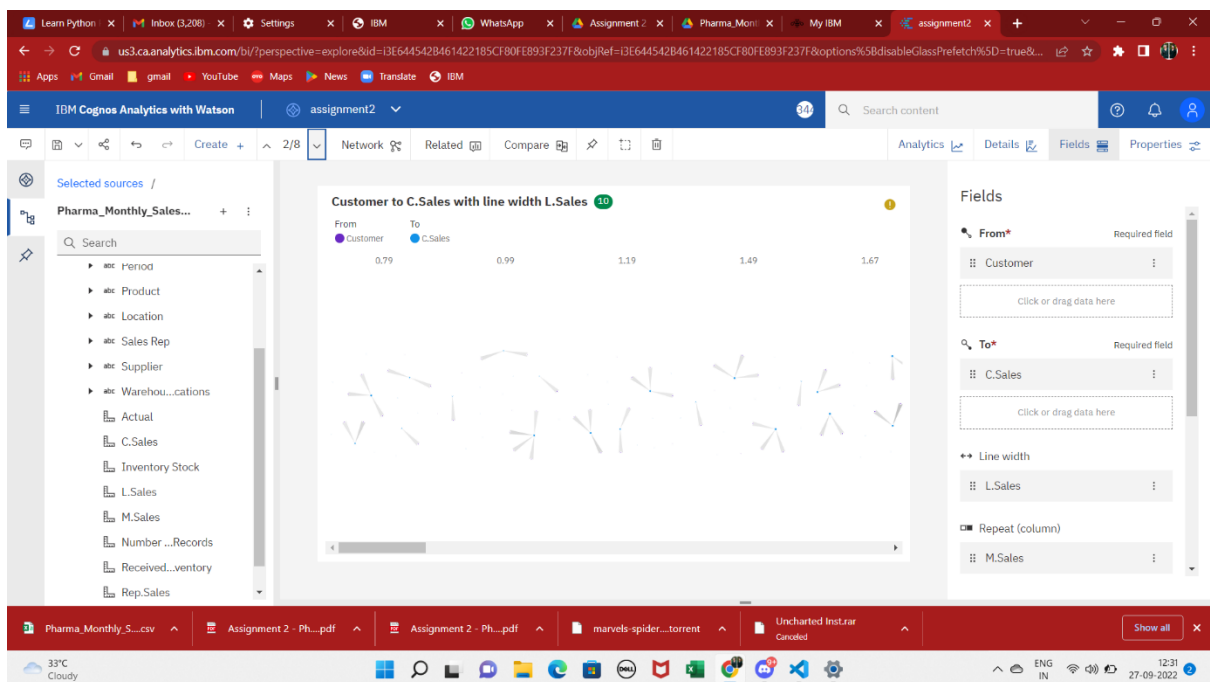 Learn Python
Inbox (3,208)
Settings
IBM
WhatsApp
Assignment 2
Pharma_Mont
My IBM
assignment2
us3.ca.analytics.ibm.com/bi/?perspective=explore&id=i3E644542B461422185CF80FE893F237F&objRef=i3E644542B461422185CF80FE893F237F&options%5BdisableGlassPrefetch%5D=true&...
Apps
Gmail
gmail
YouTube
Maps
News
Translate
IBM
IBM Cognos Analytics with Watson
assignment2
Search content
Create +
2/8
Network
Related
Compare
Analytics
Details
Fields
Properties
Selected sources /
Pharma_Monthly_Sales...
Search
abc Period
abc Product
abc Location
abc Sales Rep
abc Supplier
abc Warehou...cations
Actual
C.Sales
Inventory Stock
L.Sales
M.Sales
Number ...Records
Received...ventory
Rep.Sales
Customer to C.Sales with line width L.Sales 10
From To
Customer C.Sales
0.79 0.99 1.19 1.49 1.67
Fields
From* Required field
Customer
Click or drag data here
To* Required field
C.Sales
Click or drag data here
Line width
L.Sales
Repeat (column)
M.Sales
Pharma_Monthly_S....csv
Assignment 2 - Ph....pdf
Assignment 2 - Ph....pdf
marvels-spider....torrent
Uncharted Inst.rar
Canceled
Show all
33°C
Cloudy
ENG
IN
12:31
27-09-2022
2